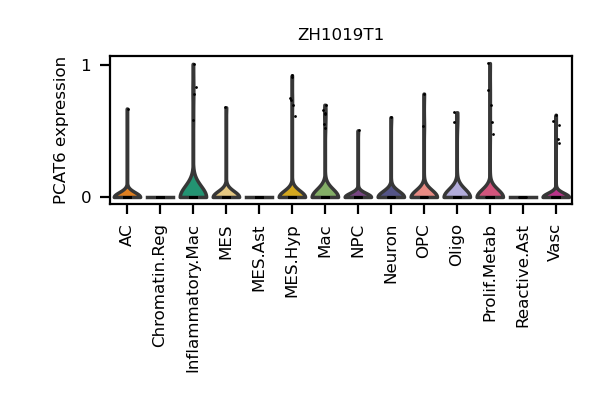 ZH1019T1
PCAT6 expression
1
0
AC
Chromatin.Reg
Inflammatory.Mac
MES
MES.Ast
MES.Hyp
Mac
NPC
Neuron
OPC
Oligo
Prolif.Metab
Reactive.Ast
Vasc